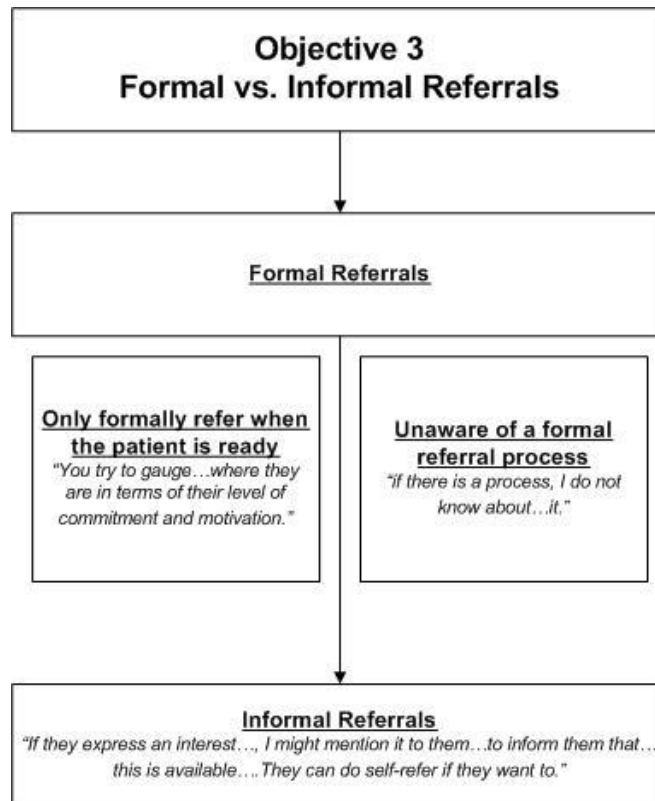 Objective 3
Formal vs. Informal Referrals
Formal Referrals
Only formally refer when
the patient is ready
“You try to gauge…where they
are in terms of their level of
commitment and motivation.”
Unaware of a formal
referral process
“if there is a process, I do not
know about…it.”
Informal Referrals
“If they express an interest…, I might mention it to them…to inform them that…
this is available….They can do self-refer if they want to.”